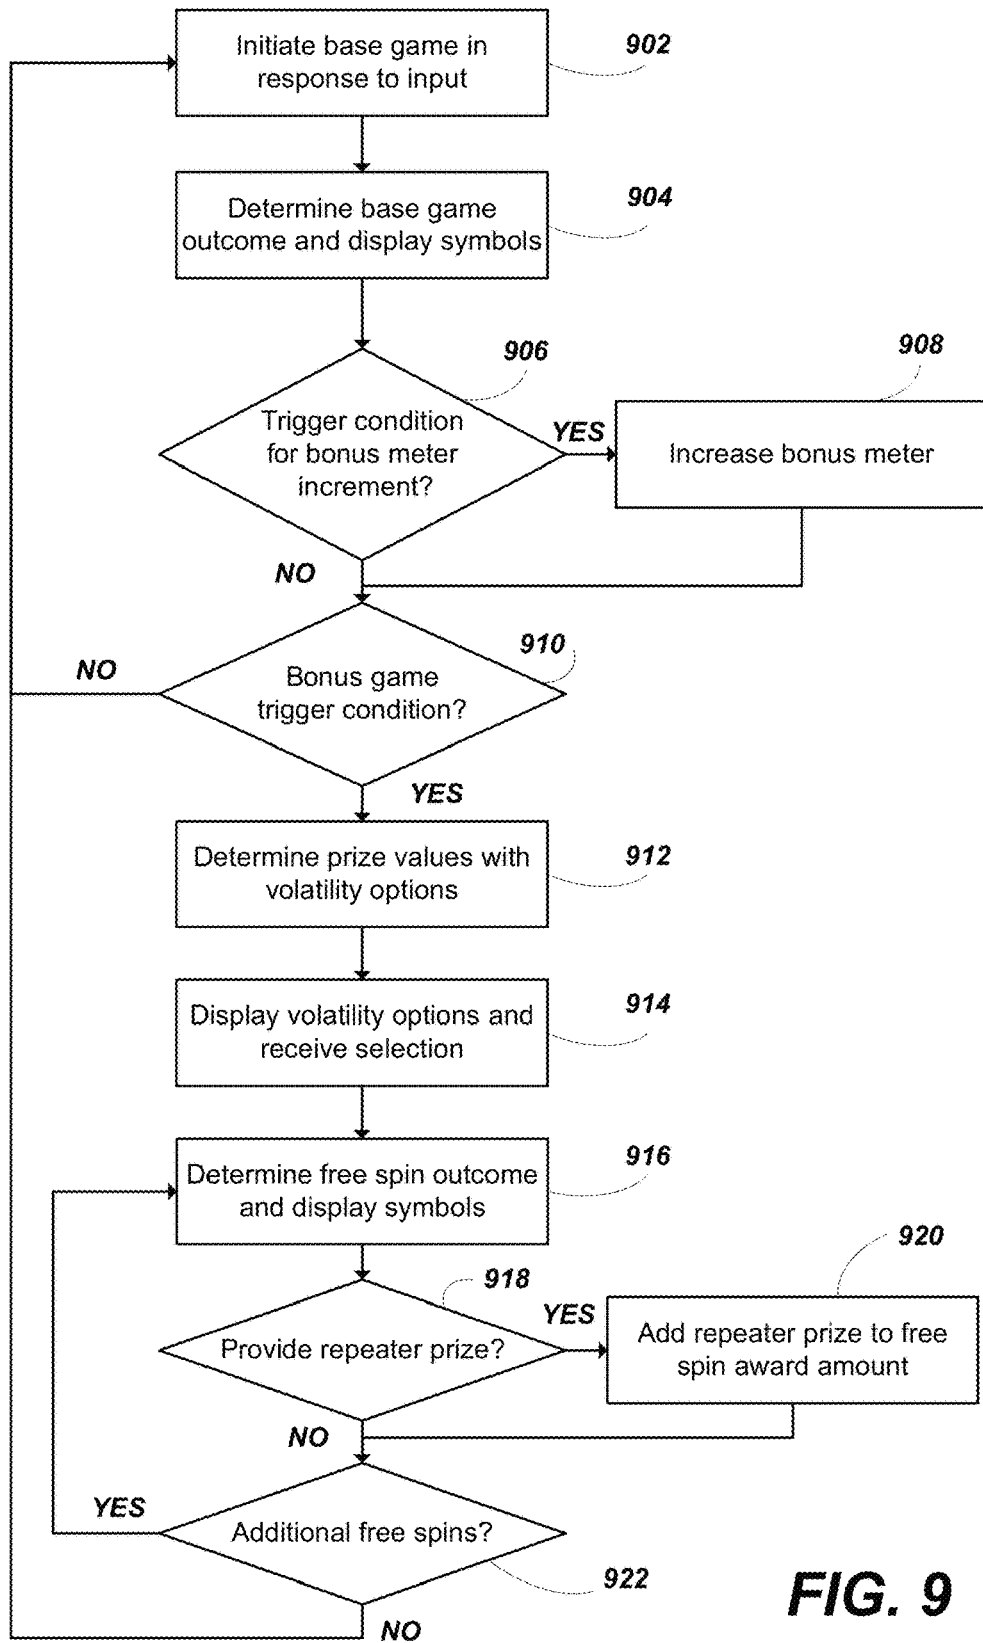 Initiate base game in
response to input
902
Determine base game
outcome and display symbols
904
906
Trigger condition
for bonus meter
increment?
YES
908
Increase bonus meter
NO
910
Bonus game
trigger condition?
NO
YES
Determine prize values with
volatility options
912
Display volatility options and
receive selection
914
Determine free spin outcome
and display symbols
916
918
Provide repeater prize?
YES
920
Add repeater prize to free
spin award amount
NO
YES
Additional free spins?
922
NO
FIG. 9